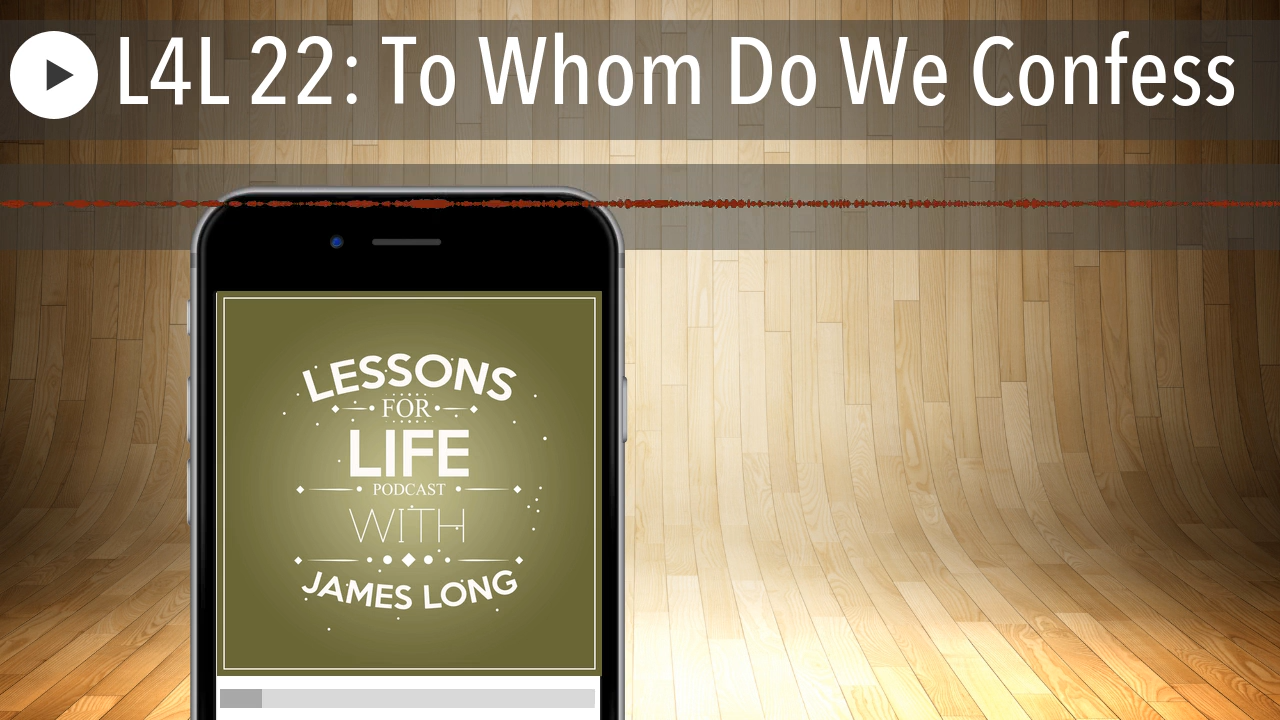 L4L 22: To Whom Do We Confess
LESSONS
FOR
LIFE
PODCAST
WITH
JAMES LONG